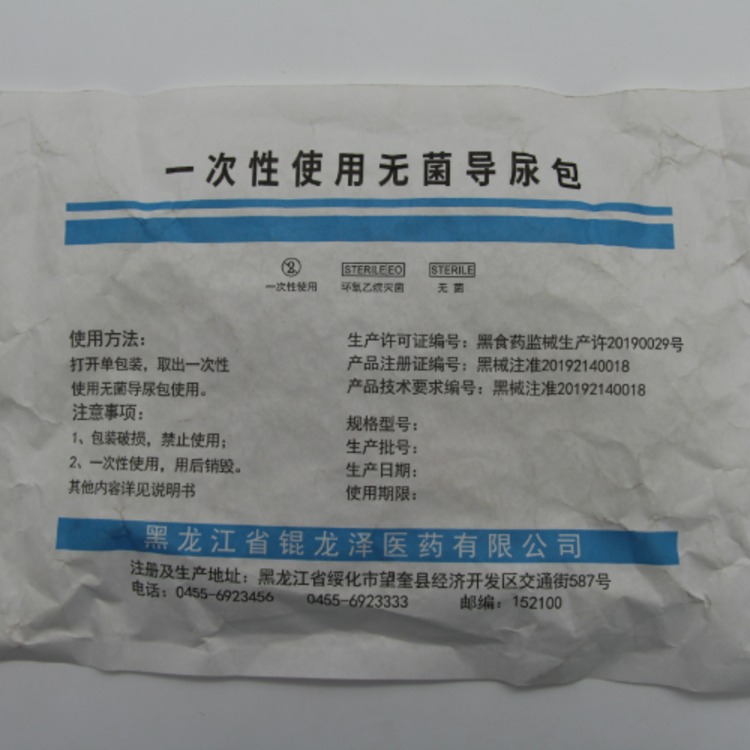 一次性使用无菌导尿包
2 STERILE EO STERILE
一次性使用 环氧乙烷灭菌 无菌
使用方法：
打开单包装，取出一次性
使用无菌导尿包使用。
注意事项：
1、包装破损，禁止使用；
2、一次性使用，用后销毁。
其他内容详见说明书
生产许可证编号：黑食药监械生产许20190029号
产品注册证编号：黑械注准20192140018
产品技术要求编号：黑械注准20192140018
规格型号：
生产批号：
生产日期：
使用期限：
黑龙江省锟龙泽医药有限公司
注册及生产地址：黑龙江省绥化市望奎县经济开发区交通街587号
电话：0455-6923456 0455-6923333 邮编：152100